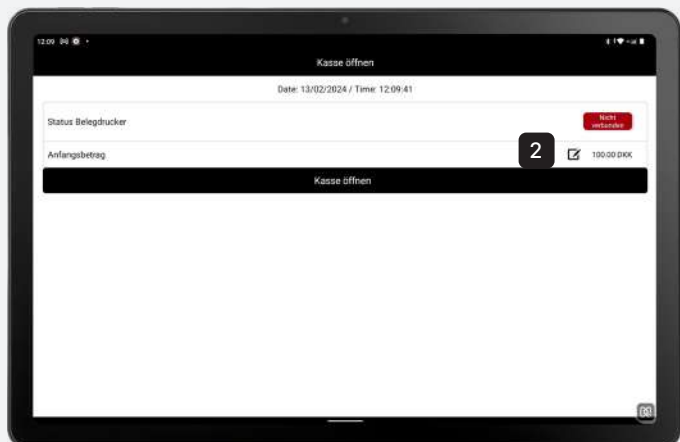 12:09
Kasse öffnen
Date: 13/02/2024 / Time: 12:09:41
Status Belegdrucker
Nicht
verbunden
Anfangsbetrag
2
100.00 DKK
Kasse öffnen